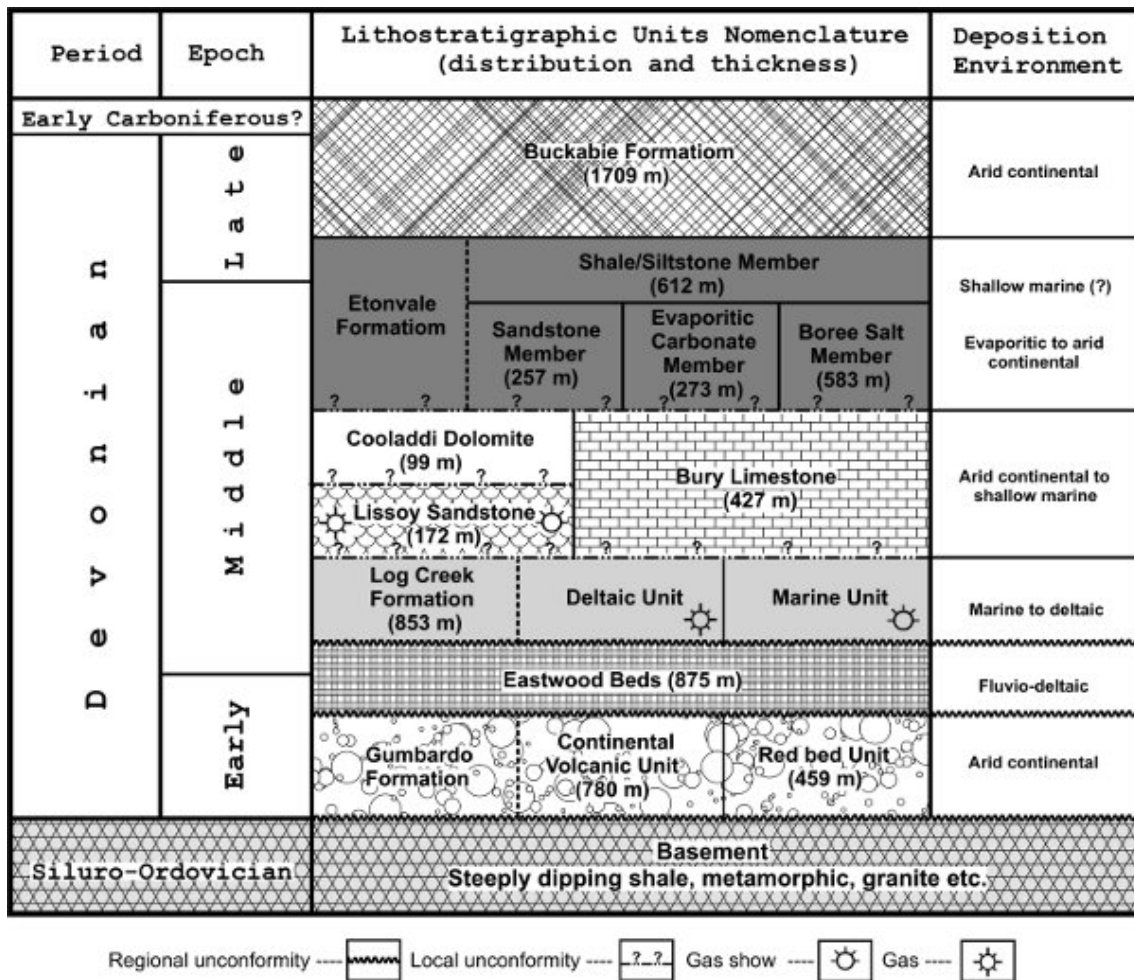 Period
Epoch
Lithostratigraphic Units Nomenclature
(distribution and thickness)
Deposition
Environment
Early Carboniferous?
Devonian
Late
Middle
Early
Buckabie Formatiom
(1709 m)
Arid continental
Etonvale
Formatiom
Shale/Siltstone Member
(612 m)
Sandstone
Member
(257 m)
Evaporitic
Carbonate
Member
(273 m)
Boree Salt
Member
(583 m)
Shallow marine (?)
Evaporitic to arid
continental
? ? ? ? ? ? ? ?
Cooladdi Dolomite
(99 m)
? ? ? ?
Lissoy Sandstone
(172 m)
Bury Limestone
(427 m)
Arid continental to
shallow marine
? ? ? ? ? ? ? ?
Log Creek
Formation
(853 m)
Deltaic Unit
Marine Unit
Marine to deltaic
Eastwood Beds (875 m)
Fluvio-deltaic
Gumbardo
Formation
Continental
Volcanic Unit
(780 m)
Red bed Unit
(459 m)
Arid continental
Siluro-Ordovician
Basement
Steeply dipping shale, metamorphic, granite etc.
Regional unconformity ---- Local unconformity ---- ? ? Gas show ---- Gas ----